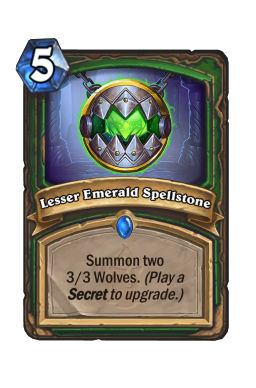 5
Lesser Emerald Spellstone
Summon two
3/3 Wolves. (Play a
Secret to upgrade.)